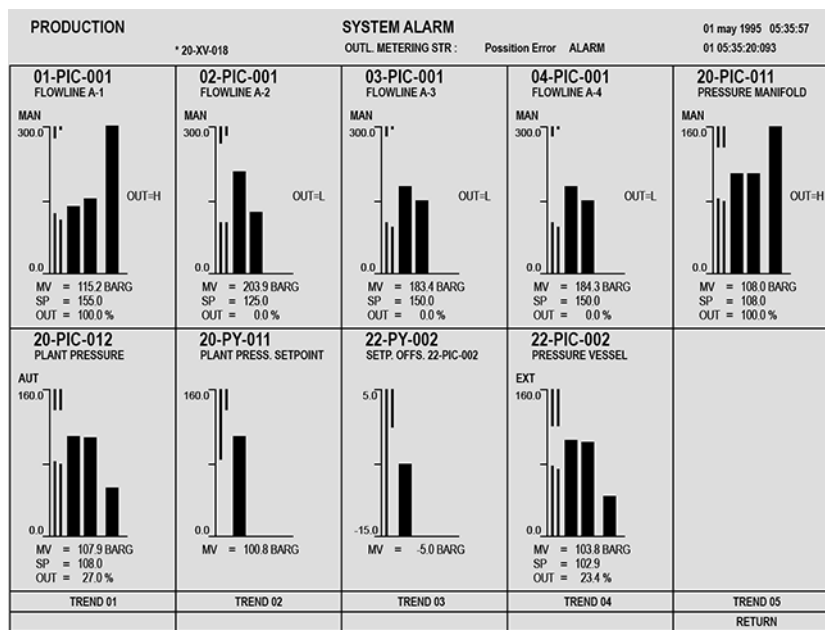 PRODUCTION SYSTEM ALARM 01 may 1995 05:35:57
* 20-XV-018 OUTL. METERING STR : Possition Error ALARM 01 05:35:20:093
01-PIC-001
FLOWLINE A-1
MAN
300.0
OUT=H
0.0
MV = 115.2 BARG
SP = 155.0
OUT = 100.0 %
02-PIC-001
FLOWLINE A-2
MAN
300.0
OUT=L
0.0
MV = 203.9 BARG
SP = 125.0
OUT = 0.0 %
03-PIC-001
FLOWLINE A-3
MAN
300.0
OUT=L
0.0
MV = 183.4 BARG
SP = 150.0
OUT = 0.0 %
04-PIC-001
FLOWLINE A-4
MAN
300.0
OUT=L
0.0
MV = 184.3 BARG
SP = 150.0
OUT = 0.0 %
20-PIC-011
PRESSURE MANIFOLD
MAN
160.0
OUT=H
0.0
MV = 108.0 BARG
SP = 108.0
OUT = 100.0 %
20-PIC-012
PLANT PRESSURE
AUT
160.0
0.0
MV = 107.9 BARG
SP = 108.0
OUT = 27.0 %
20-PY-011
PLANT PRESS. SETPOINT
160.0
0.0
MV = 100.8 BARG
22-PY-002
SETP. OFFS. 22-PIC-002
5.0
-15.0
MV = -5.0 BARG
22-PIC-002
PRESSURE VESSEL
EXT
160.0
0.0
MV = 103.8 BARG
SP = 102.9
OUT = 23.4 %
TREND 01 TREND 02 TREND 03 TREND 04 TREND 05
RETURN